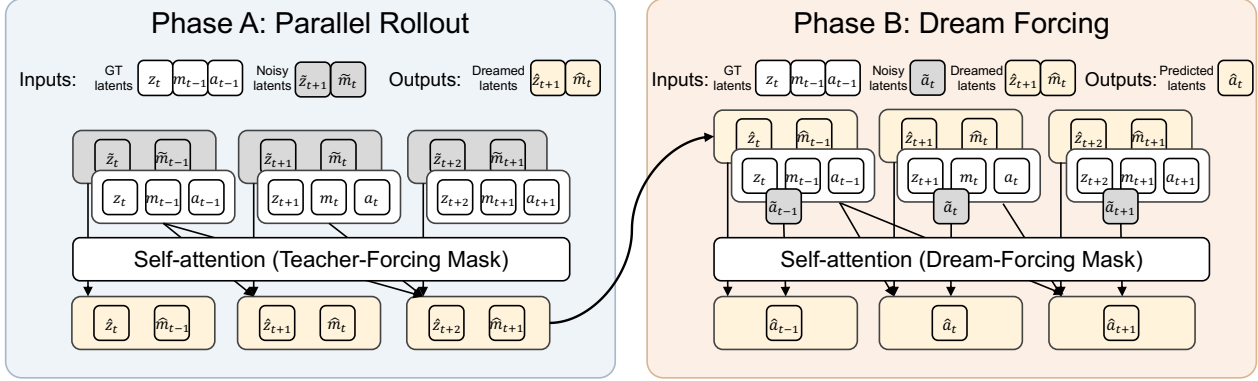 Phase A: Parallel Rollout
Inputs: GT latents z_t m_{t−1} a_{t−1} Noisy latents z̃_{t+1} m̃_t Outputs: Dreamed latents ẑ_{t+1} m̂_t
z̃_t m̃_{t−1} z̃_{t+1} m̃_t z̃_{t+2} m̃_{t+1}
z_t m_{t−1} a_{t−1} z_{t+1} m_t a_t z_{t+2} m_{t+1} a_{t+1}
Self-attention (Teacher-Forcing Mask)
ẑ_t m̂_{t−1} ẑ_{t+1} m̂_t ẑ_{t+2} m̂_{t+1}
Phase B: Dream Forcing
Inputs: GT latents z_t m_{t−1} a_{t−1} Noisy latents ã_t Dreamed latents ẑ_{t+1} m̂_t Outputs: Predicted latents â_t
ẑ_t m̂_{t−1} ẑ_{t+1} m̂_t ẑ_{t+2} m̂_{t+1}
z_t m_{t−1} a_{t−1} z_{t+1} m_t a_t z_{t+2} m_{t+1} a_{t+1}
ã_{t−1} ã_t ã_{t+1}
Self-attention (Dream-Forcing Mask)
â_{t−1} â_t â_{t+1}